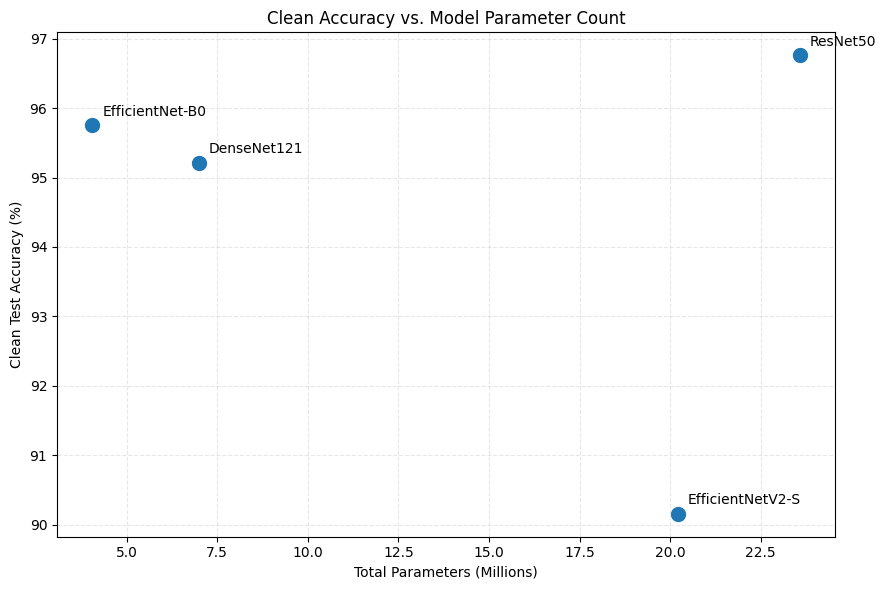 Clean Accuracy vs. Model Parameter Count
97
ResNet50
96
EfficientNet-B0
DenseNet121
95
94
93
92
91
EfficientNetV2-S
90
Clean Test Accuracy (%)
5.0 7.5 10.0 12.5 15.0 17.5 20.0 22.5
Total Parameters (Millions)